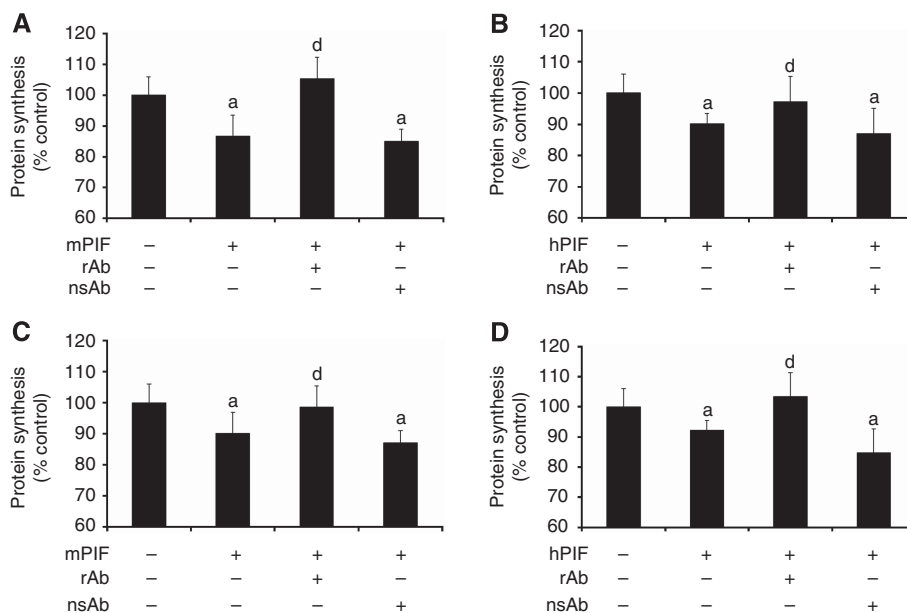 A
Protein synthesis
(% control)
120
110
100
90
80
70
60
a
d
a
mPIF − + + +
rAb − − + −
nsAb − − − +
B
Protein synthesis
(% control)
120
110
100
90
80
70
60
a
d
a
hPIF − + + +
rAb − − + −
nsAb − − − +
C
Protein synthesis
(% control)
120
110
100
90
80
70
60
a
d
a
mPIF − + + +
rAb − − + −
nsAb − − − +
D
Protein synthesis
(% control)
120
110
100
90
80
70
60
a
d
a
hPIF − + + +
rAb − − + −
nsAb − − − +